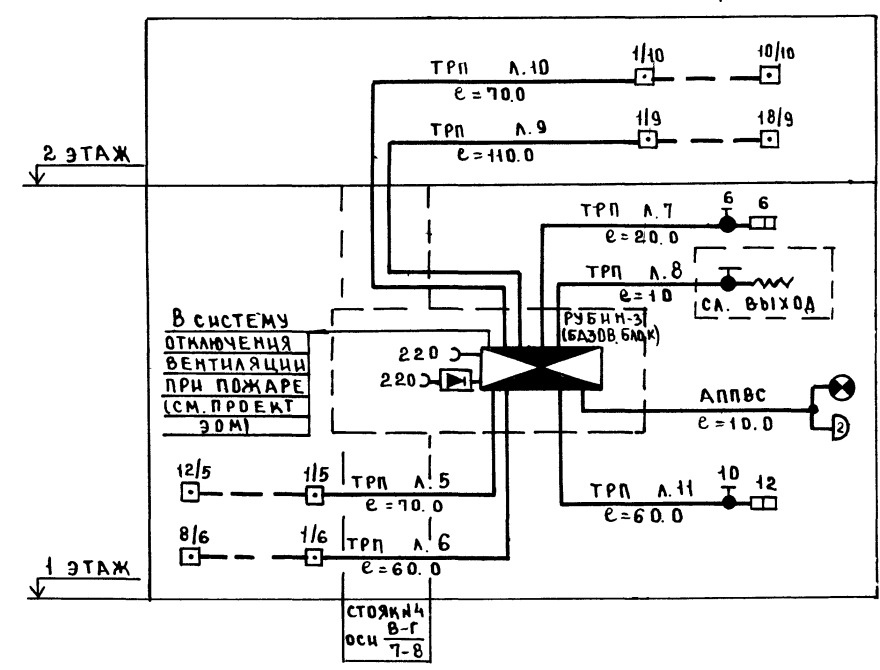 ТРП Л.10
е=70.0
1/10
10/10
ТРП Л.9
е=110.0
1/9
18/9
2 ЭТАЖ
ТРП Л.7
е=20.0
6
6
ТРП Л.8
е=10
СЛ. ВЫХОД
РУБИН-3
(БАЗОВ. БЛОК)
В СИСТЕМУ
ОТКЛЮЧЕНИЯ
ВЕНТИЛЯЦИИ
ПРИ ПОЖАРЕ
(СМ. ПРОЕКТ
ЭОМ)
220
220
АППВС
е=10.0
2
12/5
1/5
ТРП Л.5
е=70.0
ТРП Л.11
е=60.0
10
12
8/6
1/6
ТРП Л.6
е=60.0
1 ЭТАЖ
СТОЯК №4
ОСИ В-Г
7-8